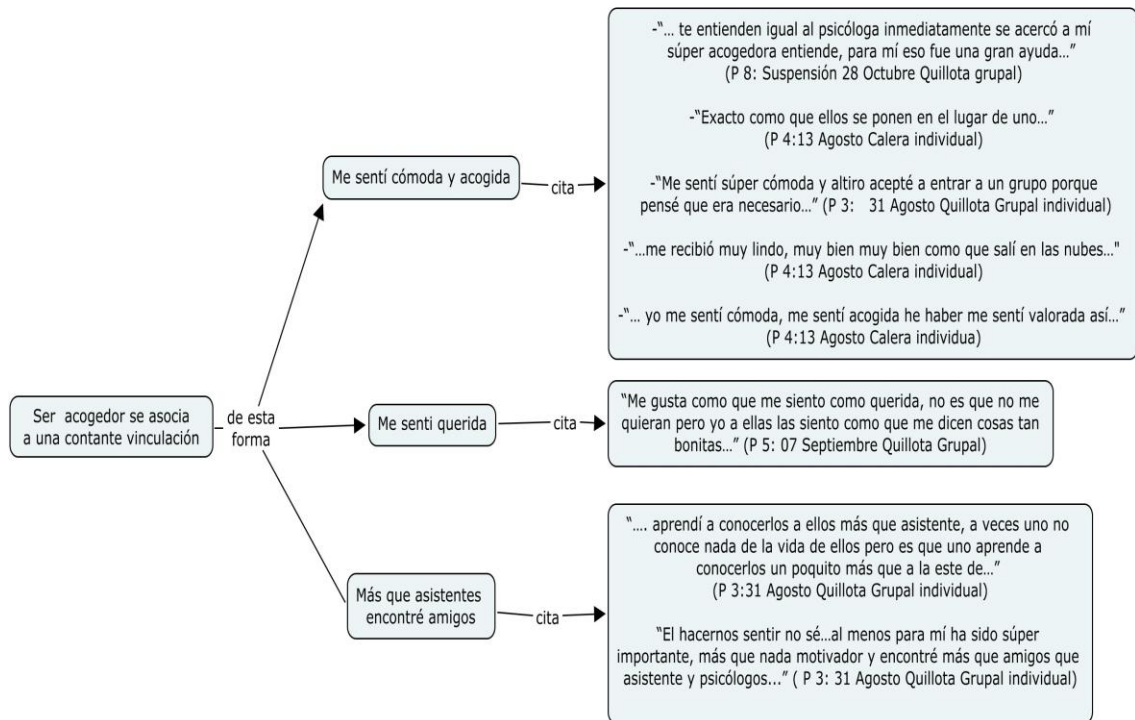 -“... te entienden igual al psicóloga inmediatamente se acercó a mí
súper acogedora entiende, para mí eso fue una gran ayuda...”
(P 8: Suspensión 28 Octubre Quillota grupal)
-“Exacto como que ellos se ponen en el lugar de uno...”
(P 4:13 Agosto Calera individual)
-“Me sentí súper cómoda y altiro acepté a entrar a un grupo porque
pensé que era necesario...” (P 3: 31 Agosto Quillota Grupal individual)
-“...me recibió muy lindo, muy bien muy bien como que salí en las nubes..."
(P 4:13 Agosto Calera individual)
-“... yo me sentí cómoda, me sentí acogida he haber me sentí valorada así...”
(P 4:13 Agosto Calera individua)
Me sentí cómoda y acogida
cita
Ser acogedor se asocia
a una contante vinculación
de esta
forma
Me senti querida
cita
“Me gusta como que me siento como querida, no es que no me
quieran pero yo a ellas las siento como que me dicen cosas tan
bonitas...” (P 5: 07 Septiembre Quillota Grupal)
Más que asistentes
encontré amigos
cita
“.... aprendí a conocerlos a ellos más que asistente, a veces uno no
conoce nada de la vida de ellos pero es que uno aprende a
conocerlos un poquito más que a la este de...”
(P 3:31 Agosto Quillota Grupal individual)
“El hacernos sentir no sé...al menos para mí ha sido súper
importante, más que nada motivador y encontré más que amigos que
asistente y psicólogos...” ( P 3: 31 Agosto Quillota Grupal individual)